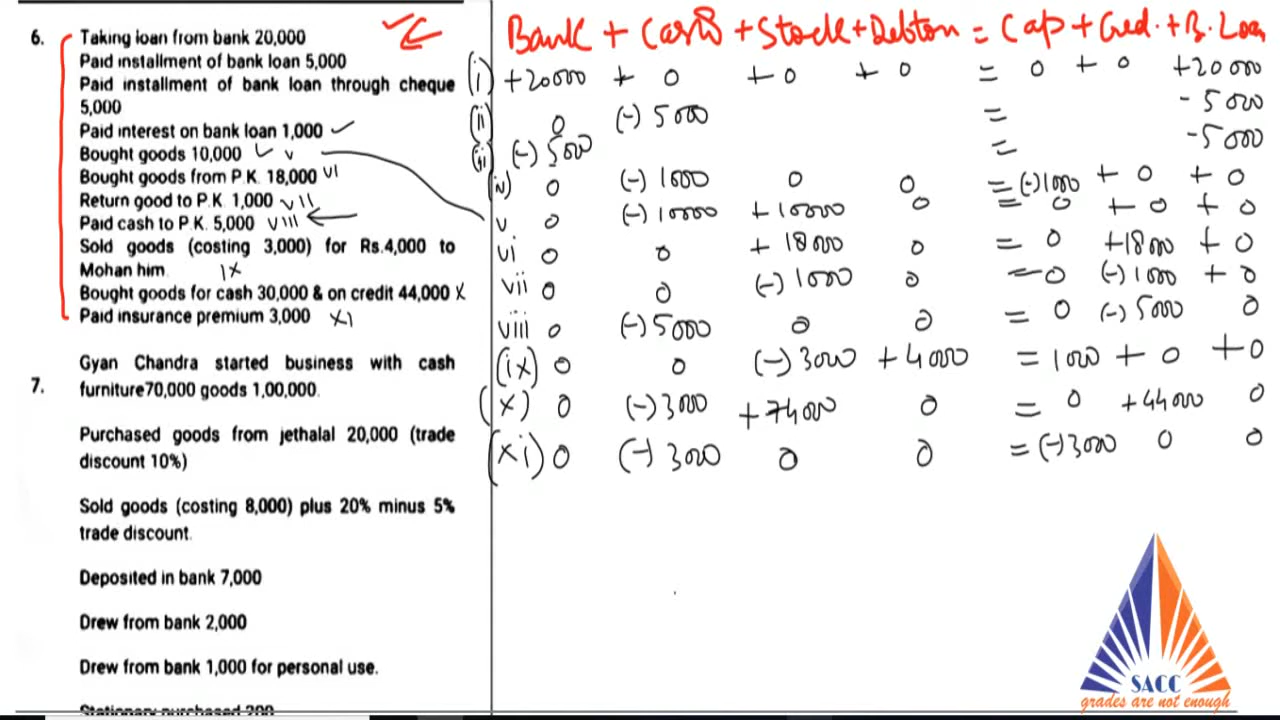 6. Taking loan from bank 20,000
Paid installment of bank loan 5,000
Paid installment of bank loan through cheque
5,000
Paid interest on bank loan 1,000
Bought goods 10,000 v
Bought goods from P.K. 18,000 VI
Return good to P.K. 1,000 VII
Paid cash to P.K. 5,000 VIII
Sold goods (costing 3,000) for Rs.4,000 to
Mohan him. IX
Bought goods for cash 30,000 & on credit 44,000 X
Paid insurance premium 3,000 XI
7. Gyan Chandra started business with cash
furniture70,000 goods 1,00,000.
Purchased goods from jethalal 20,000 (trade
discount 10%)
Sold goods (costing 8,000) plus 20% minus 5%
trade discount.
Deposited in bank 7,000
Drew from bank 2,000
Drew from bank 1,000 for personal use.
Stationary purchased 200
Bank + Cash + Stock + Debtor = Cap + Cred. + B. Loan
(i) +20000 + 0 +0 + 0 = 0 + 0 +20000
(ii) 0 (-) 5000 = - 5000
(iii) (-) 5000 = -5000
(iv) 0 (-) 1000 0 0 = (-) 1000 + 0 + 0
v 0 (-) 10000 +10000 0 = 0 + 0 + 0
vi 0 0 + 18000 0 = 0 +18000 + 0
vii 0 0 (-) 1000 0 = 0 (-) 1000 + 0
viii 0 (-) 5000 0 0 = 0 (-) 5000 0
(ix) 0 0 (-) 3000 + 4000 = 1000 + 0 +0
(x) 0 (-) 3000 +74000 0 = 0 +44000 0
(xi) 0 (-) 3000 0 0 = (-) 3000 0 0
SACC
grades are not enough